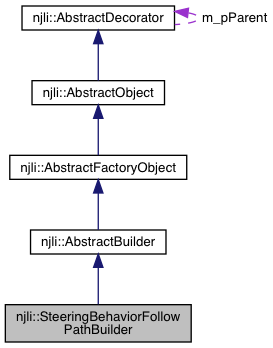 njli::AbstractDecorator
m_pParent
njli::AbstractObject
njli::AbstractFactoryObject
njli::AbstractBuilder
njli::SteeringBehaviorFollow
PathBuilder